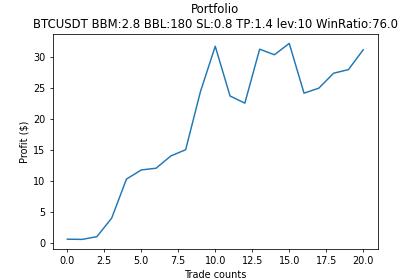 Portfolio
BTCUSDT BBM:2.8 BBL:180 SL:0.8 TP:1.4 lev:10 WinRatio:76.0
30
25
20
15
10
5
0
Profit ($)
0.0 2.5 5.0 7.5 10.0 12.5 15.0 17.5 20.0
Trade counts